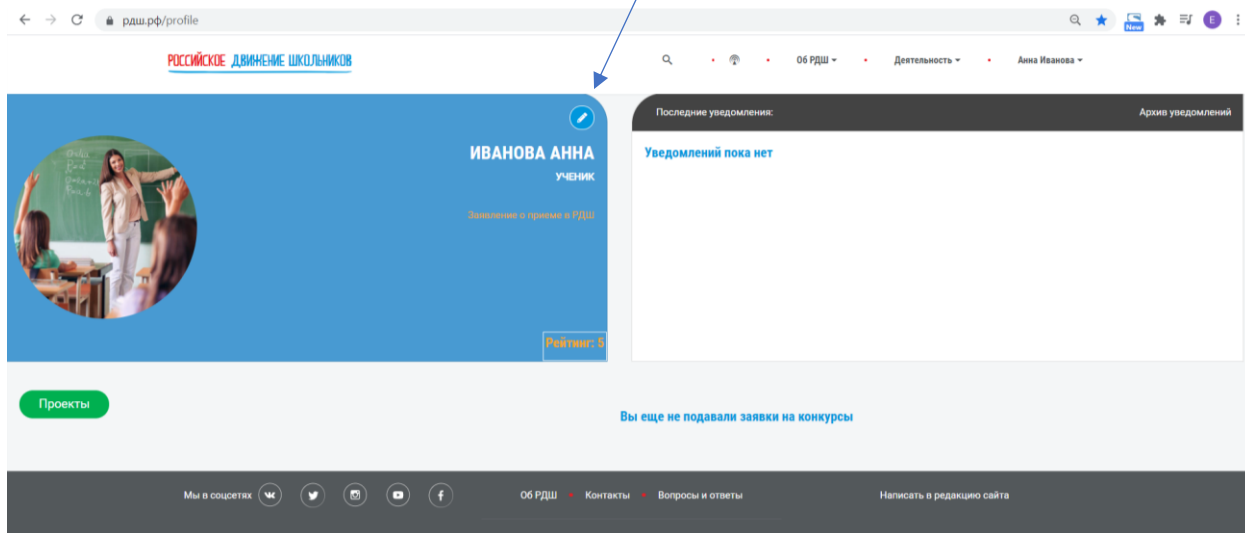 рдш.рф/profile
New
E
РОССИЙСКОЕ ДВИЖЕНИЕ ШКОЛЬНИКОВ
Об РДШ
Деятельность
Анна Иванова
ИВАНОВА АННА
УЧЕНИК
Заявление о приеме в РДШ
Рейтинг: 5
Последние уведомления:
Архив уведомлений
Уведомлений пока нет
Проекты
Вы еще не подавали заявки на конкурсы
Мы в соцсетях
Об РДШ
Контакты
Вопросы и ответы
Написать в редакцию сайта